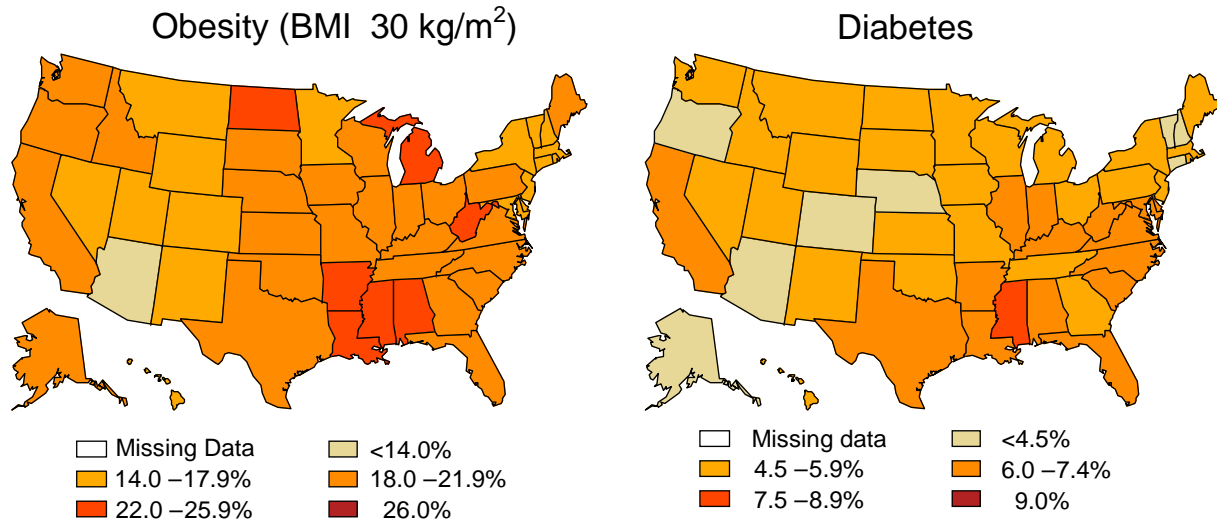 Obesity (BMI 30 kg/m²)
Diabetes
Missing Data
<14.0%
14.0 –17.9%
18.0 –21.9%
22.0 –25.9%
26.0%
Missing data
<4.5%
4.5 –5.9%
6.0 –7.4%
7.5 –8.9%
9.0%